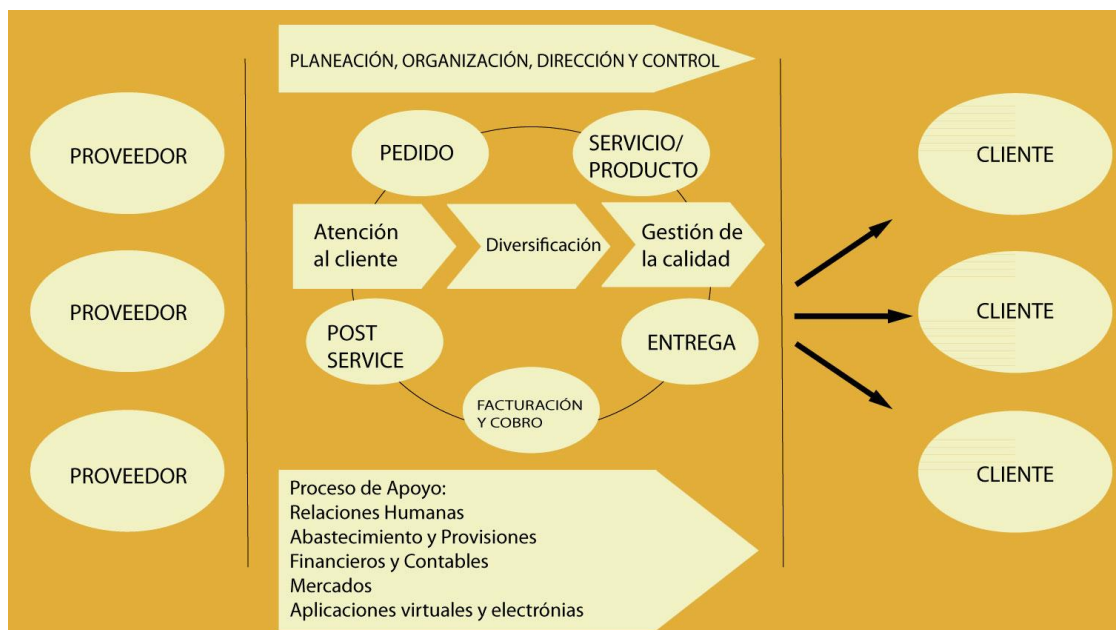 PLANEACIÓN, ORGANIZACIÓN, DIRECCIÓN Y CONTROL
PROVEEDOR
PROVEEDOR
PROVEEDOR
PEDIDO
SERVICIO/
PRODUCTO
Atención
al cliente
Diversificación
Gestión de
la calidad
POST
SERVICE
ENTREGA
FACTURACIÓN
Y COBRO
Proceso de Apoyo:
Relaciones Humanas
Abastecimiento y Provisiones
Financieros y Contables
Mercados
Aplicaciones virtuales y electrónias
CLIENTE
CLIENTE
CLIENTE